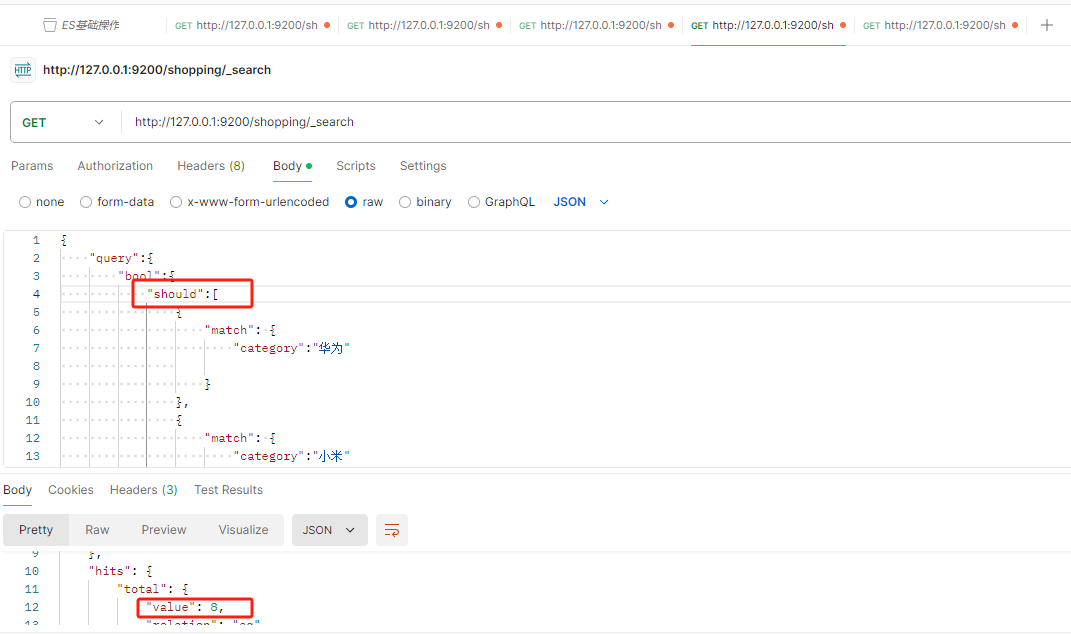 ES基础操作 GET http://127.0.0.1:9200/sh GET http://127.0.0.1:9200/sh GET http://127.0.0.1:9200/sh GET http://127.0.0.1:9200/sh GET http://127.0.0.1:9200/sh
HTTP http://127.0.0.1:9200/shopping/_search
GET http://127.0.0.1:9200/shopping/_search
Params Authorization Headers (8) Body Scripts Settings
none form-data x-www-form-urlencoded raw binary GraphQL JSON
1 {
2 "query":{
3 "bool":{
4 "should":[
5 {
6 "match": {
7 "category":"华为"
8
9 }
10 },
11 {
12 "match": {
13 "category":"小米"
Body Cookies Headers (3) Test Results
Pretty Raw Preview Visualize JSON
9 },
10 "hits": {
11 "total": {
12 "value": 8,
13 "relation": "eq"